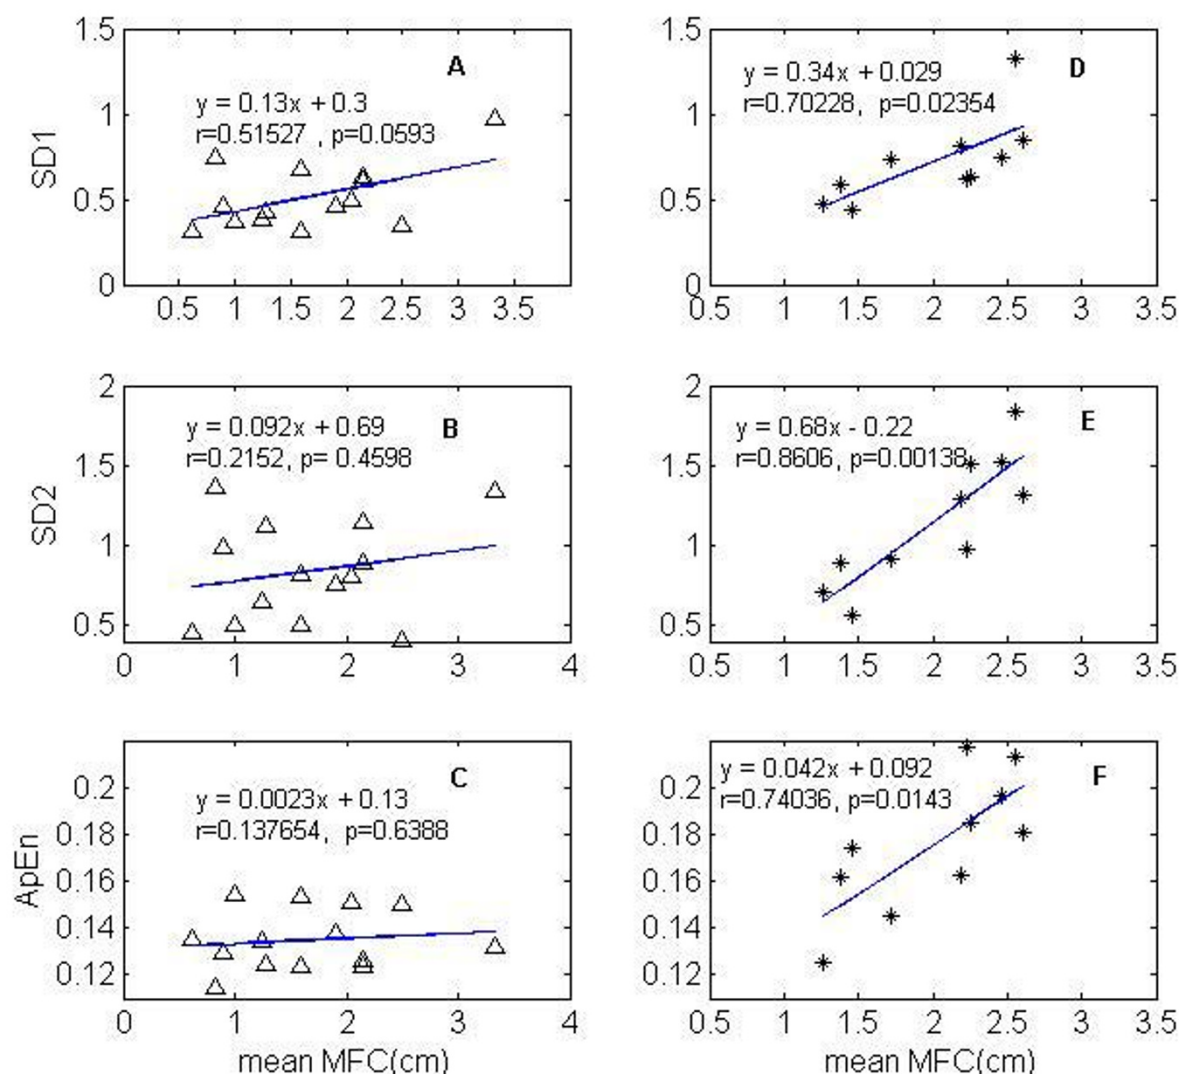 1.5
1
0.5
0
SD1
A
y = 0.13x + 0.3
r=0.51527 , p=0.0593
0.5 1 1.5 2 2.5 3 3.5
1.5
1
0.5
0
D
y = 0.34x + 0.029
r=0.70228, p=0.02354
0.5 1 1.5 2 2.5 3 3.5
2
1.5
1
0.5
SD2
B
y = 0.092x + 0.69
r=0.2152, p= 0.4598
0 1 2 3 4
2
1.5
1
0.5
E
y = 0.68x - 0.22
r=0.8606, p=0.00138
0.5 1 1.5 2 2.5 3 3.5
0.2
0.18
0.16
0.14
0.12
ApEn
C
y = 0.0023x + 0.13
r=0.137654, p=0.6388
0 1 2 3 4
mean MFC(cm)
0.2
0.18
0.16
0.14
0.12
F
y = 0.042x + 0.092
r=0.74036, p=0.0143
0.5 1 1.5 2 2.5 3 3.5
mean MFC(cm)